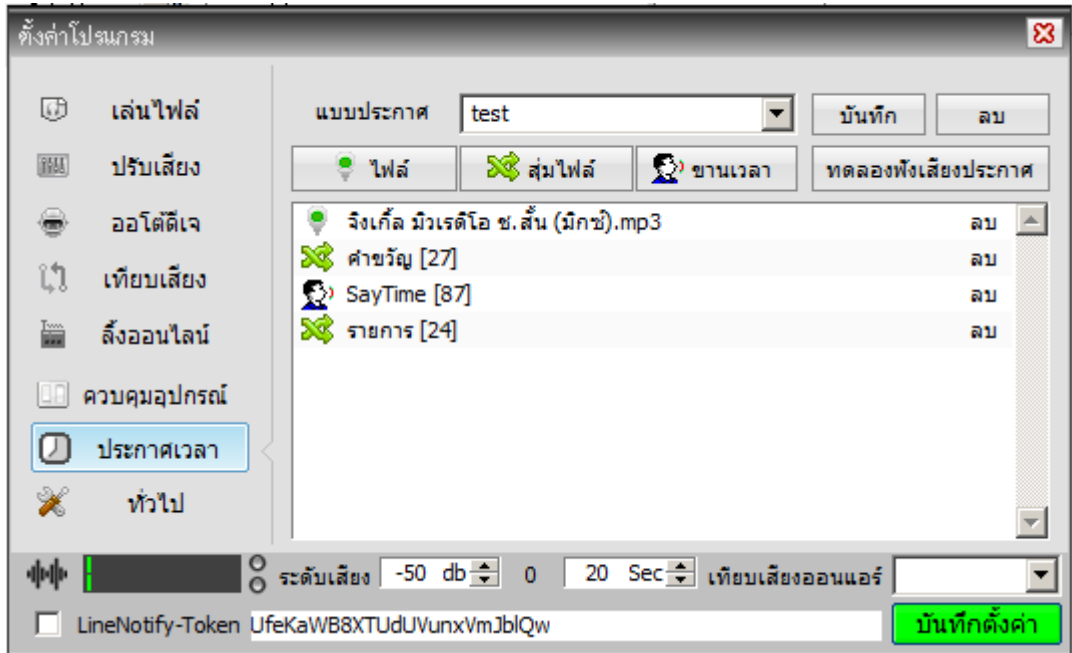 ตั้งค่าโปรแกรม
เล่นไฟล์
ปรับเสียง
ออโต้ดีเจ
เทียบเสียง
ลิ้งออนไลน์
ควบคุมอุปกรณ์
ประกาศเวลา
ทั่วไป
แบบประกาศ test บันทึก ลบ
ไฟล์ สุ่มไฟล์ ขานเวลา ทดลองฟังเสียงประกาศ
จิงเกิ้ล มิวเรดิโอ ช.สั้น (มิกซ์).mp3 ลบ
คำขวัญ [27] ลบ
SayTime [87] ลบ
รายการ [24] ลบ
ระดับเสียง -50 db 0 20 Sec เทียบเสียงออนแอร์
LineNotify-Token UfeKaWB8XTUdUVunxVmJblQw บันทึกตั้งค่า